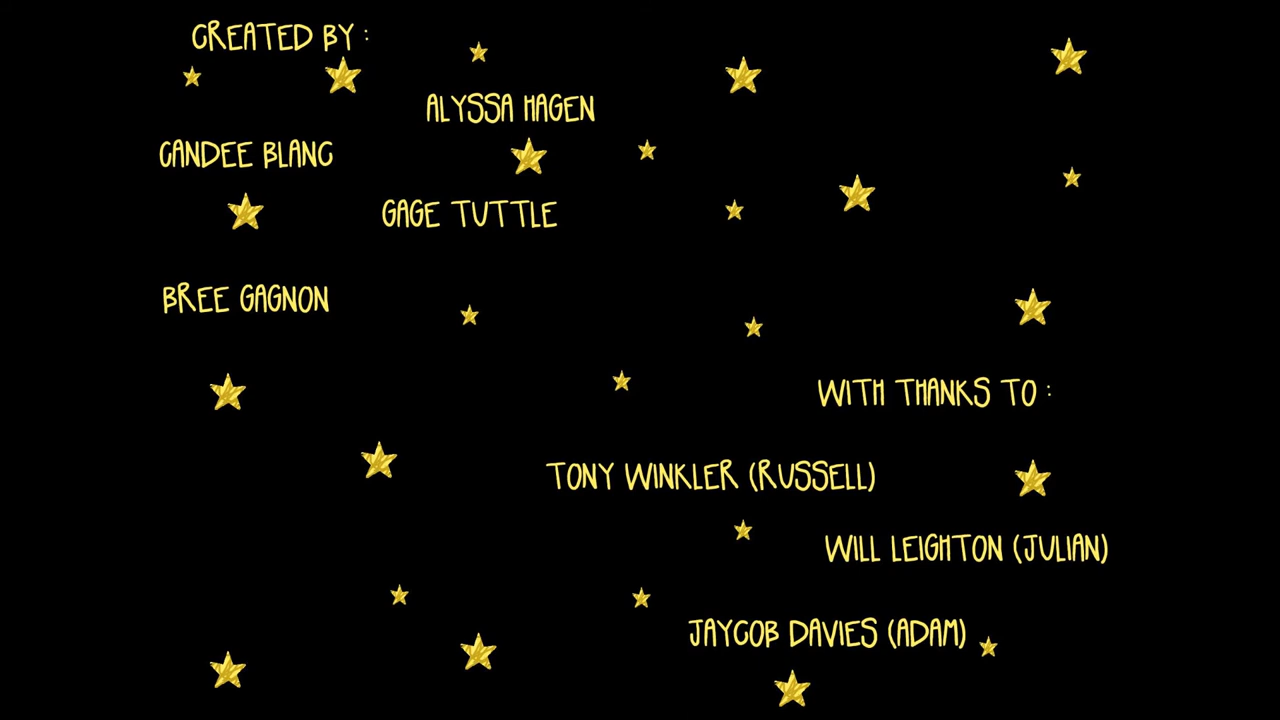 CREATED BY :
ALYSSA HAGEN
CANDEE BLANC
GAGE TUTTLE
BREE GAGNON
WITH THANKS TO :
TONY WINKLER (RUSSELL)
WILL LEIGHTON (JULIAN)
JAYCOB DAVIES (ADAM)